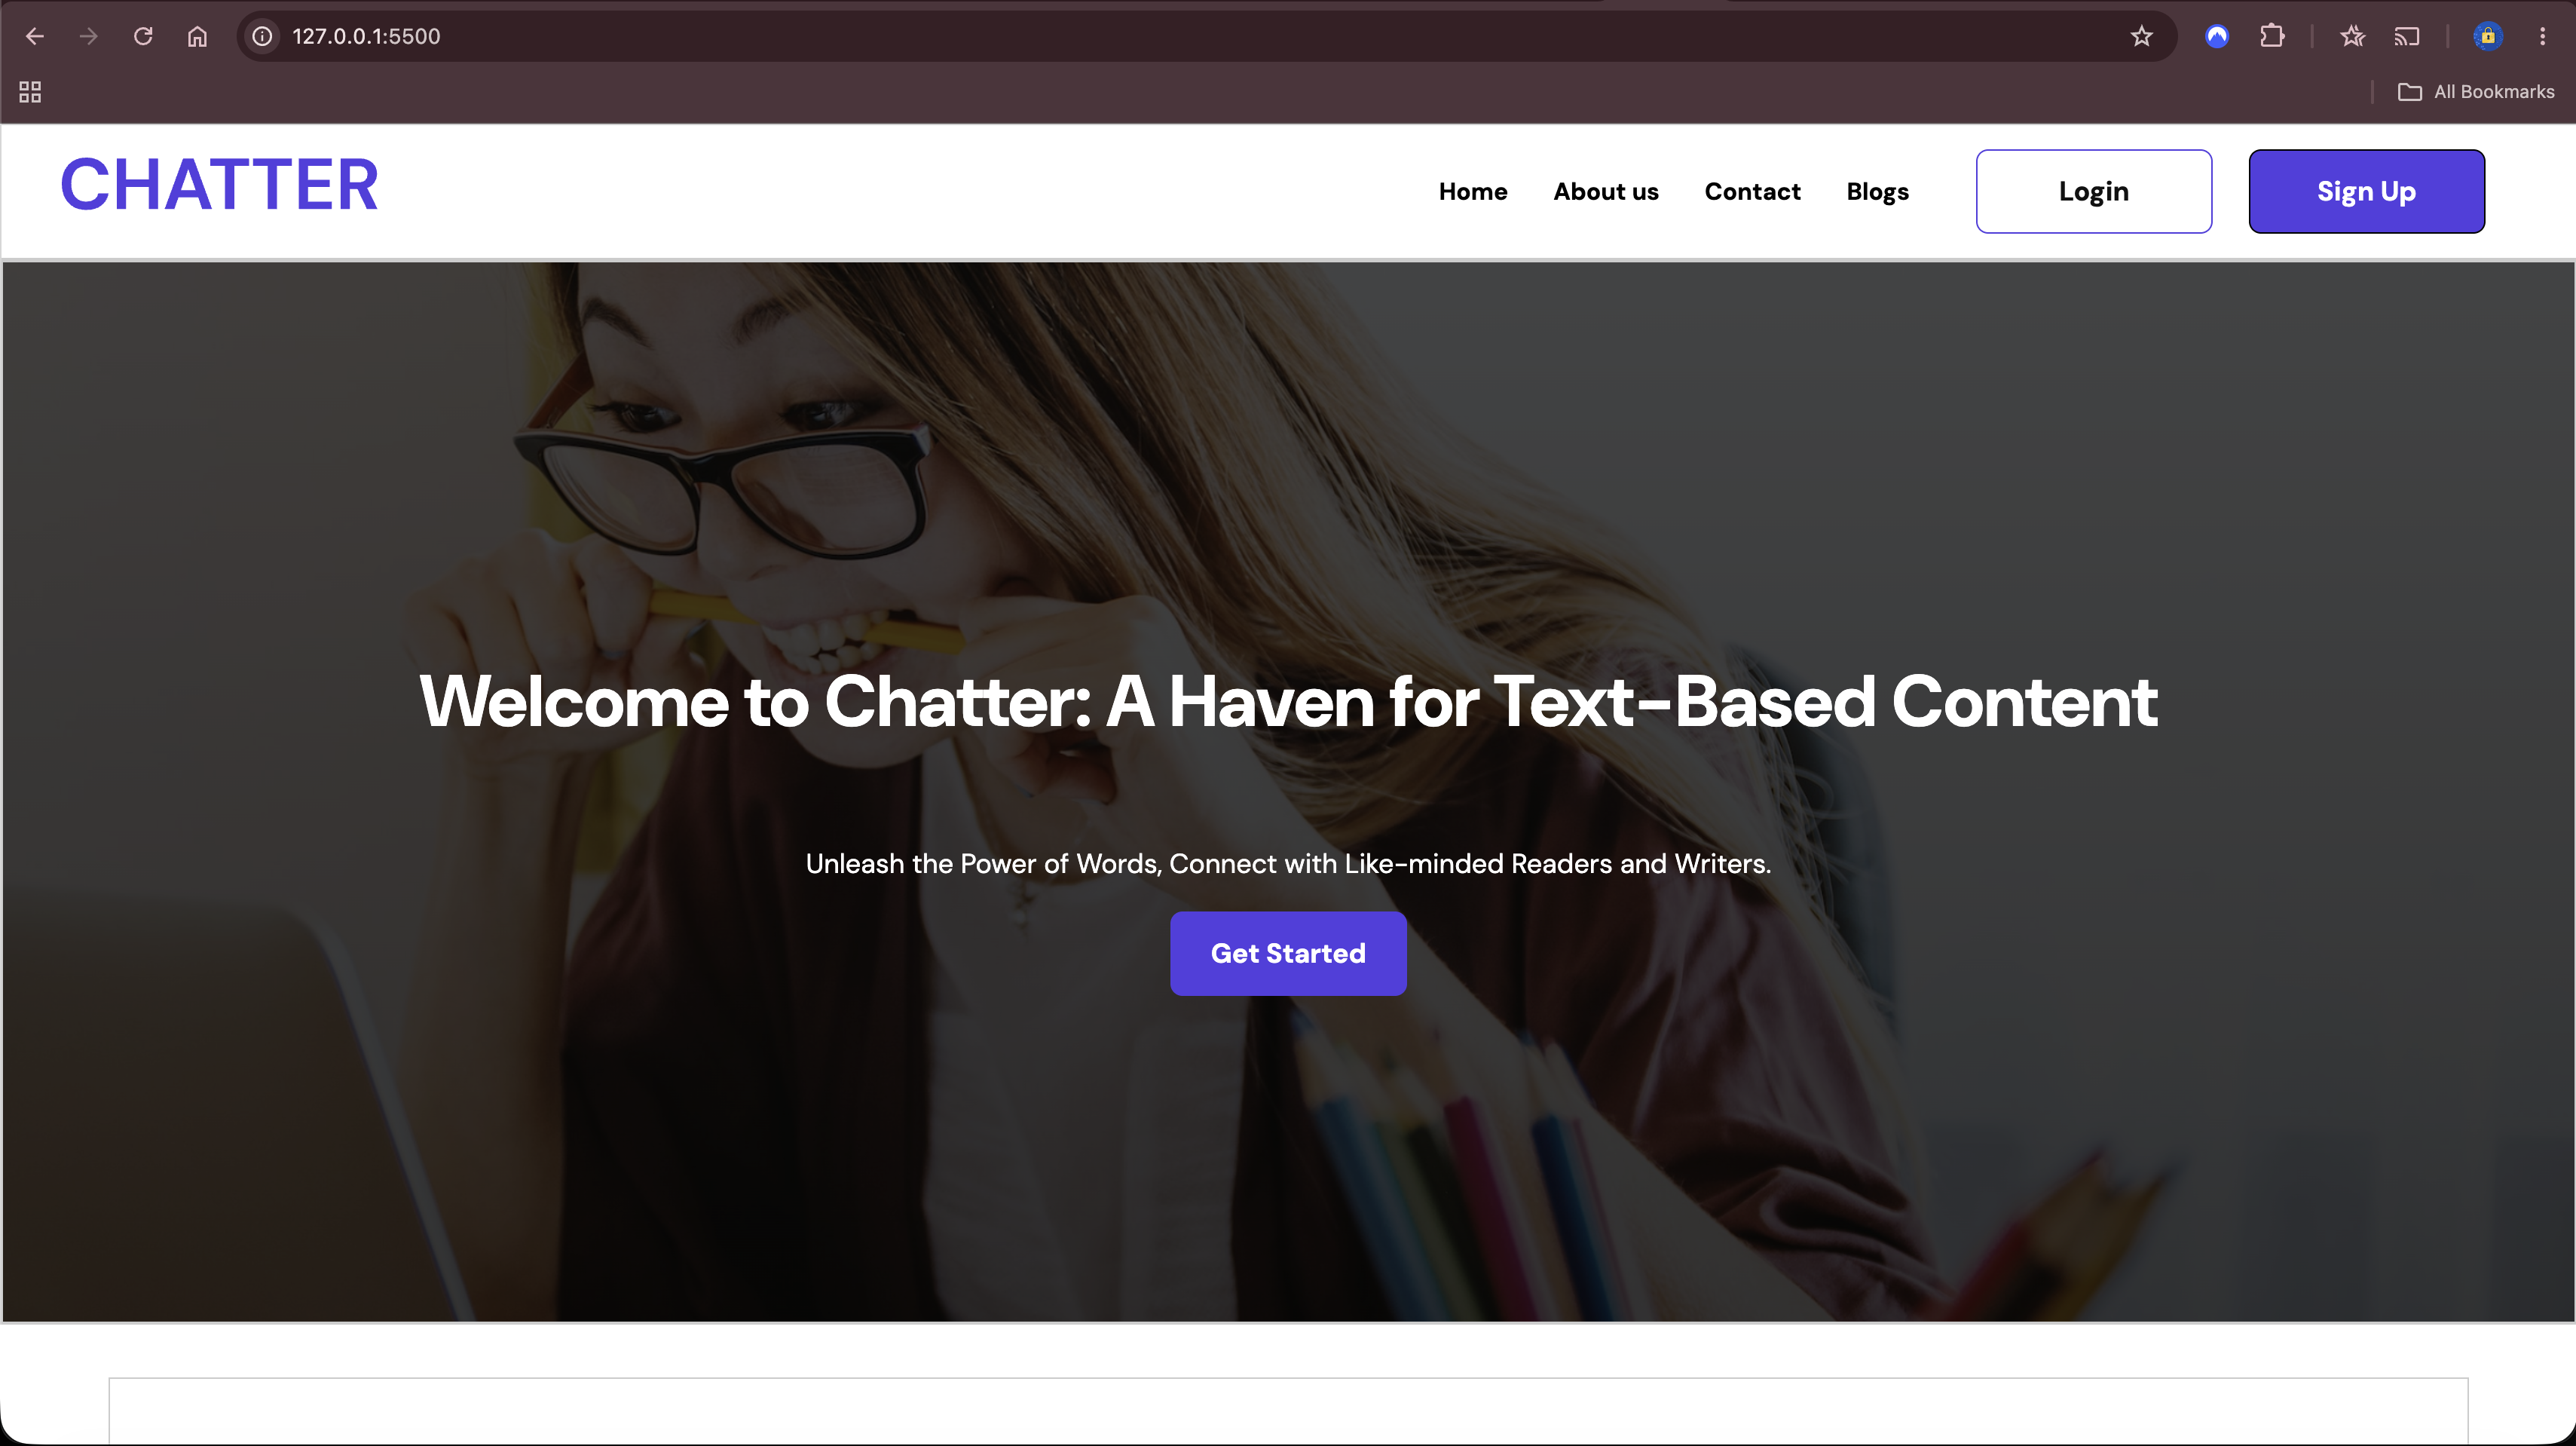 127.0.0.1:5500
All Bookmarks
CHATTER
Home About us Contact Blogs Login Sign Up
Welcome to Chatter: A Haven for Text-Based Content
Unleash the Power of Words, Connect with Like-minded Readers and Writers.
Get Started